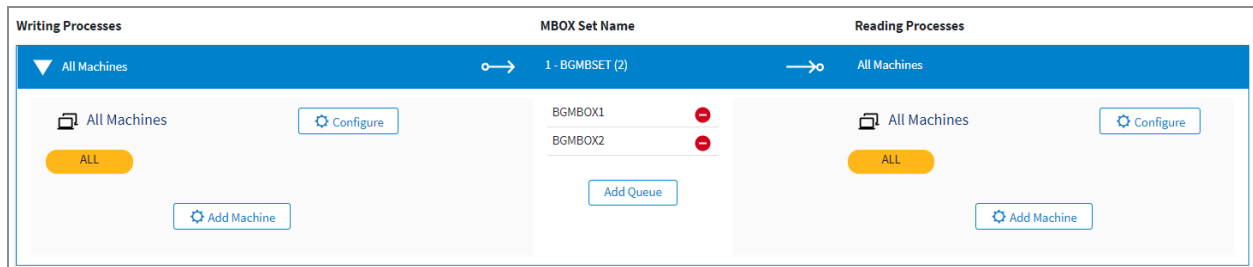 Writing Processes
MBOX Set Name
Reading Processes
All Machines
1 - BGMBSET (2)
All Machines
All Machines
Configure
ALL
Add Machine
BGMBOX1
BGMBOX2
Add Queue
All Machines
Configure
ALL
Add Machine